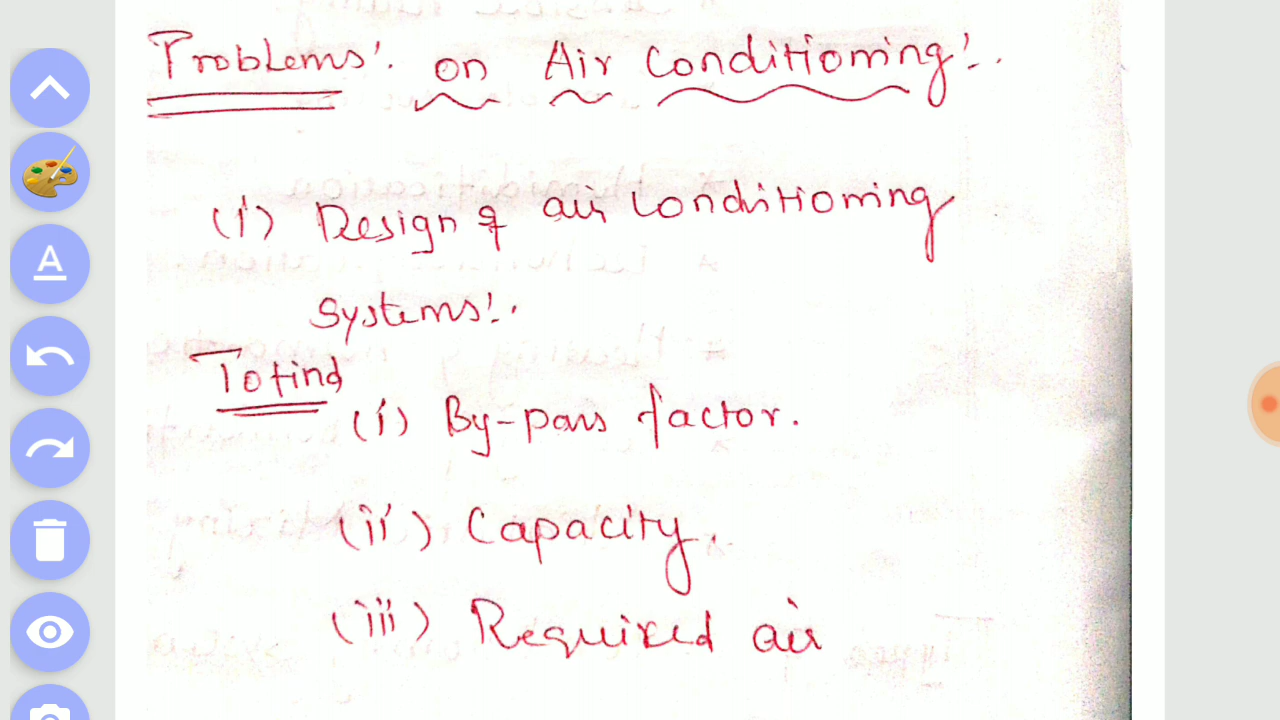 Problems:. on Air Conditioning:.
(i) Design of air Conditioning
Systems:.
To find
(i) By-pass factor.
(ii) Capacity.
(iii) Required air
A